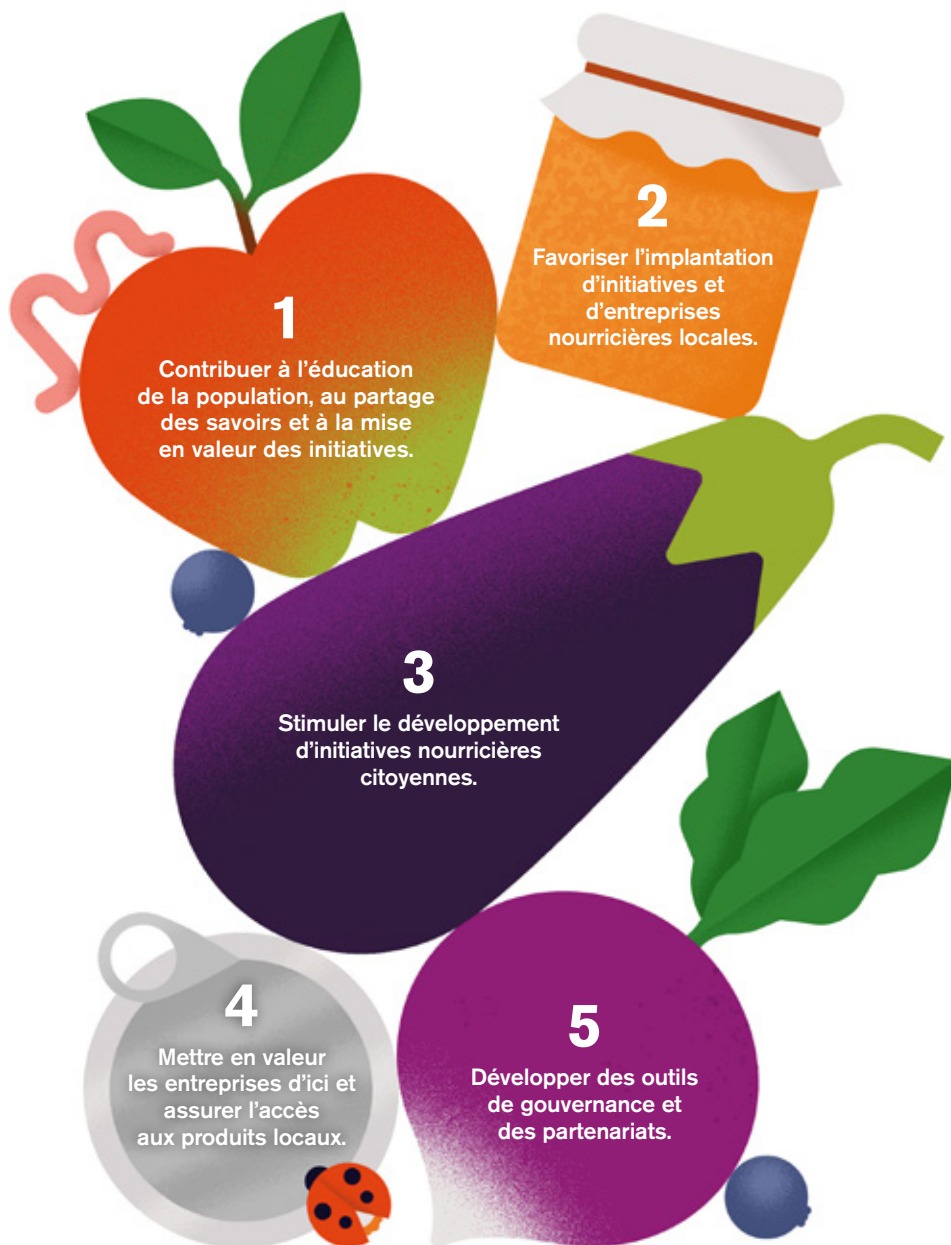 1
Contribuer à l'éducation
de la population, au partage
des savoirs et à la mise
en valeur des initiatives.
2
Favoriser l'implantation
d'initiatives et
d'entreprises
nourricières locales.
3
Stimuler le développement
d'initiatives nourricières
citoyennes.
4
Mettre en valeur
les entreprises d'ici et
assurer l'accès
aux produits locaux.
5
Développer des outils
de gouvernance et
des partenariats.